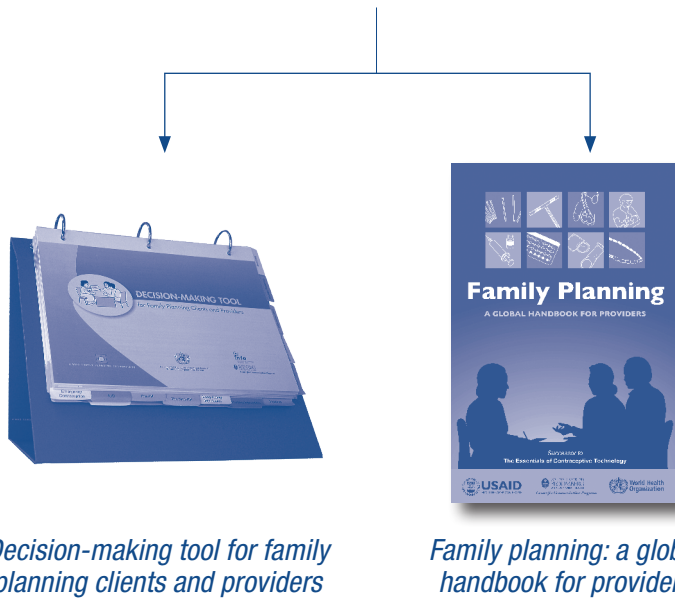 DECISION-MAKING TOOL
for Family Planning Clients and Providers
Family Planning
A GLOBAL HANDBOOK FOR PROVIDERS
Successor to
The Essentials of Contraceptive Technology
USAID
World Health
Organization
Decision-making tool for family
planning clients and providers
Family planning: a glob
handbook for provider